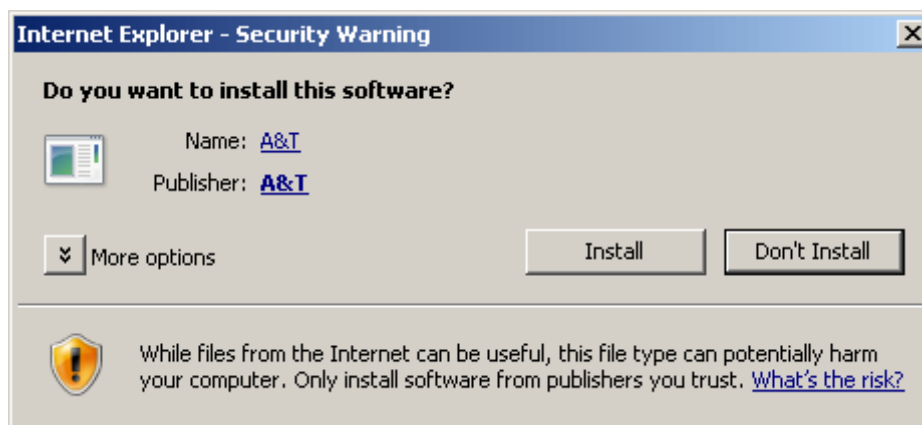 Internet Explorer - Security Warning
Do you want to install this software?
Name: A&T
Publisher: A&T
More options
Install
Don't Install
While files from the Internet can be useful, this file type can potentially harm
your computer. Only install software from publishers you trust. What's the risk?